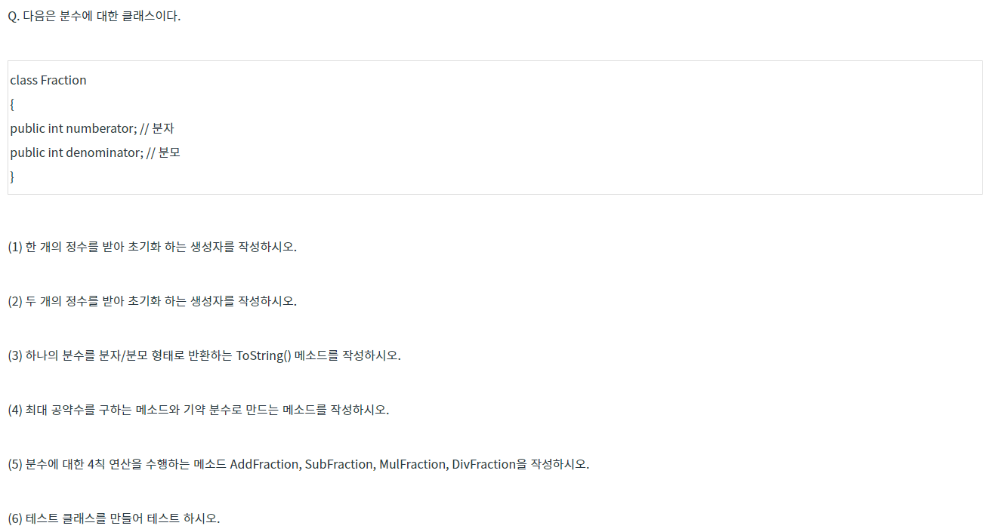 Q. 다음은 분수에 대한 클래스이다.
class Fraction
{
public int numberator; // 분자
public int denominator; // 분모
}
(1) 한 개의 정수를 받아 초기화 하는 생성자를 작성하시오.
(2) 두 개의 정수를 받아 초기화 하는 생성자를 작성하시오.
(3) 하나의 분수를 분자/분모 형태로 반환하는 ToString() 메소드를 작성하시오.
(4) 최대 공약수를 구하는 메소드와 기약 분수로 만드는 메소드를 작성하시오.
(5) 분수에 대한 4칙 연산을 수행하는 메소드 AddFraction, SubFraction, MulFraction, DivFraction을 작성하시오.
(6) 테스트 클래스를 만들어 테스트 하시오.